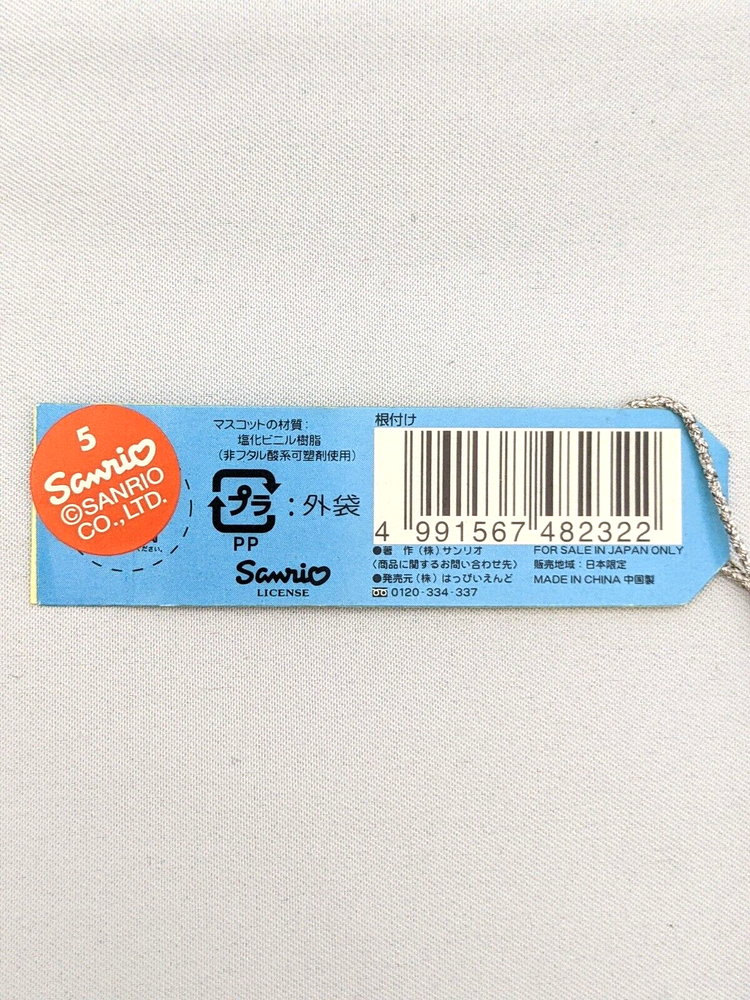 5
Sanrio
©SANRIO
CO.,LTD.
ください。
マスコットの材質:
塩化ビニル樹脂
(非フタル酸系可塑剤使用)
プラ:外袋
PP
Sanrio
LICENSE
根付け
4 991567 482322
●著 作(株)サンリオ
〈商品に関するお問い合わせ先〉
●発売元(株)はっぴいえんど
0120-334-337
FOR SALE IN JAPAN ONLY
販売地域:日本限定
MADE IN CHINA 中国製